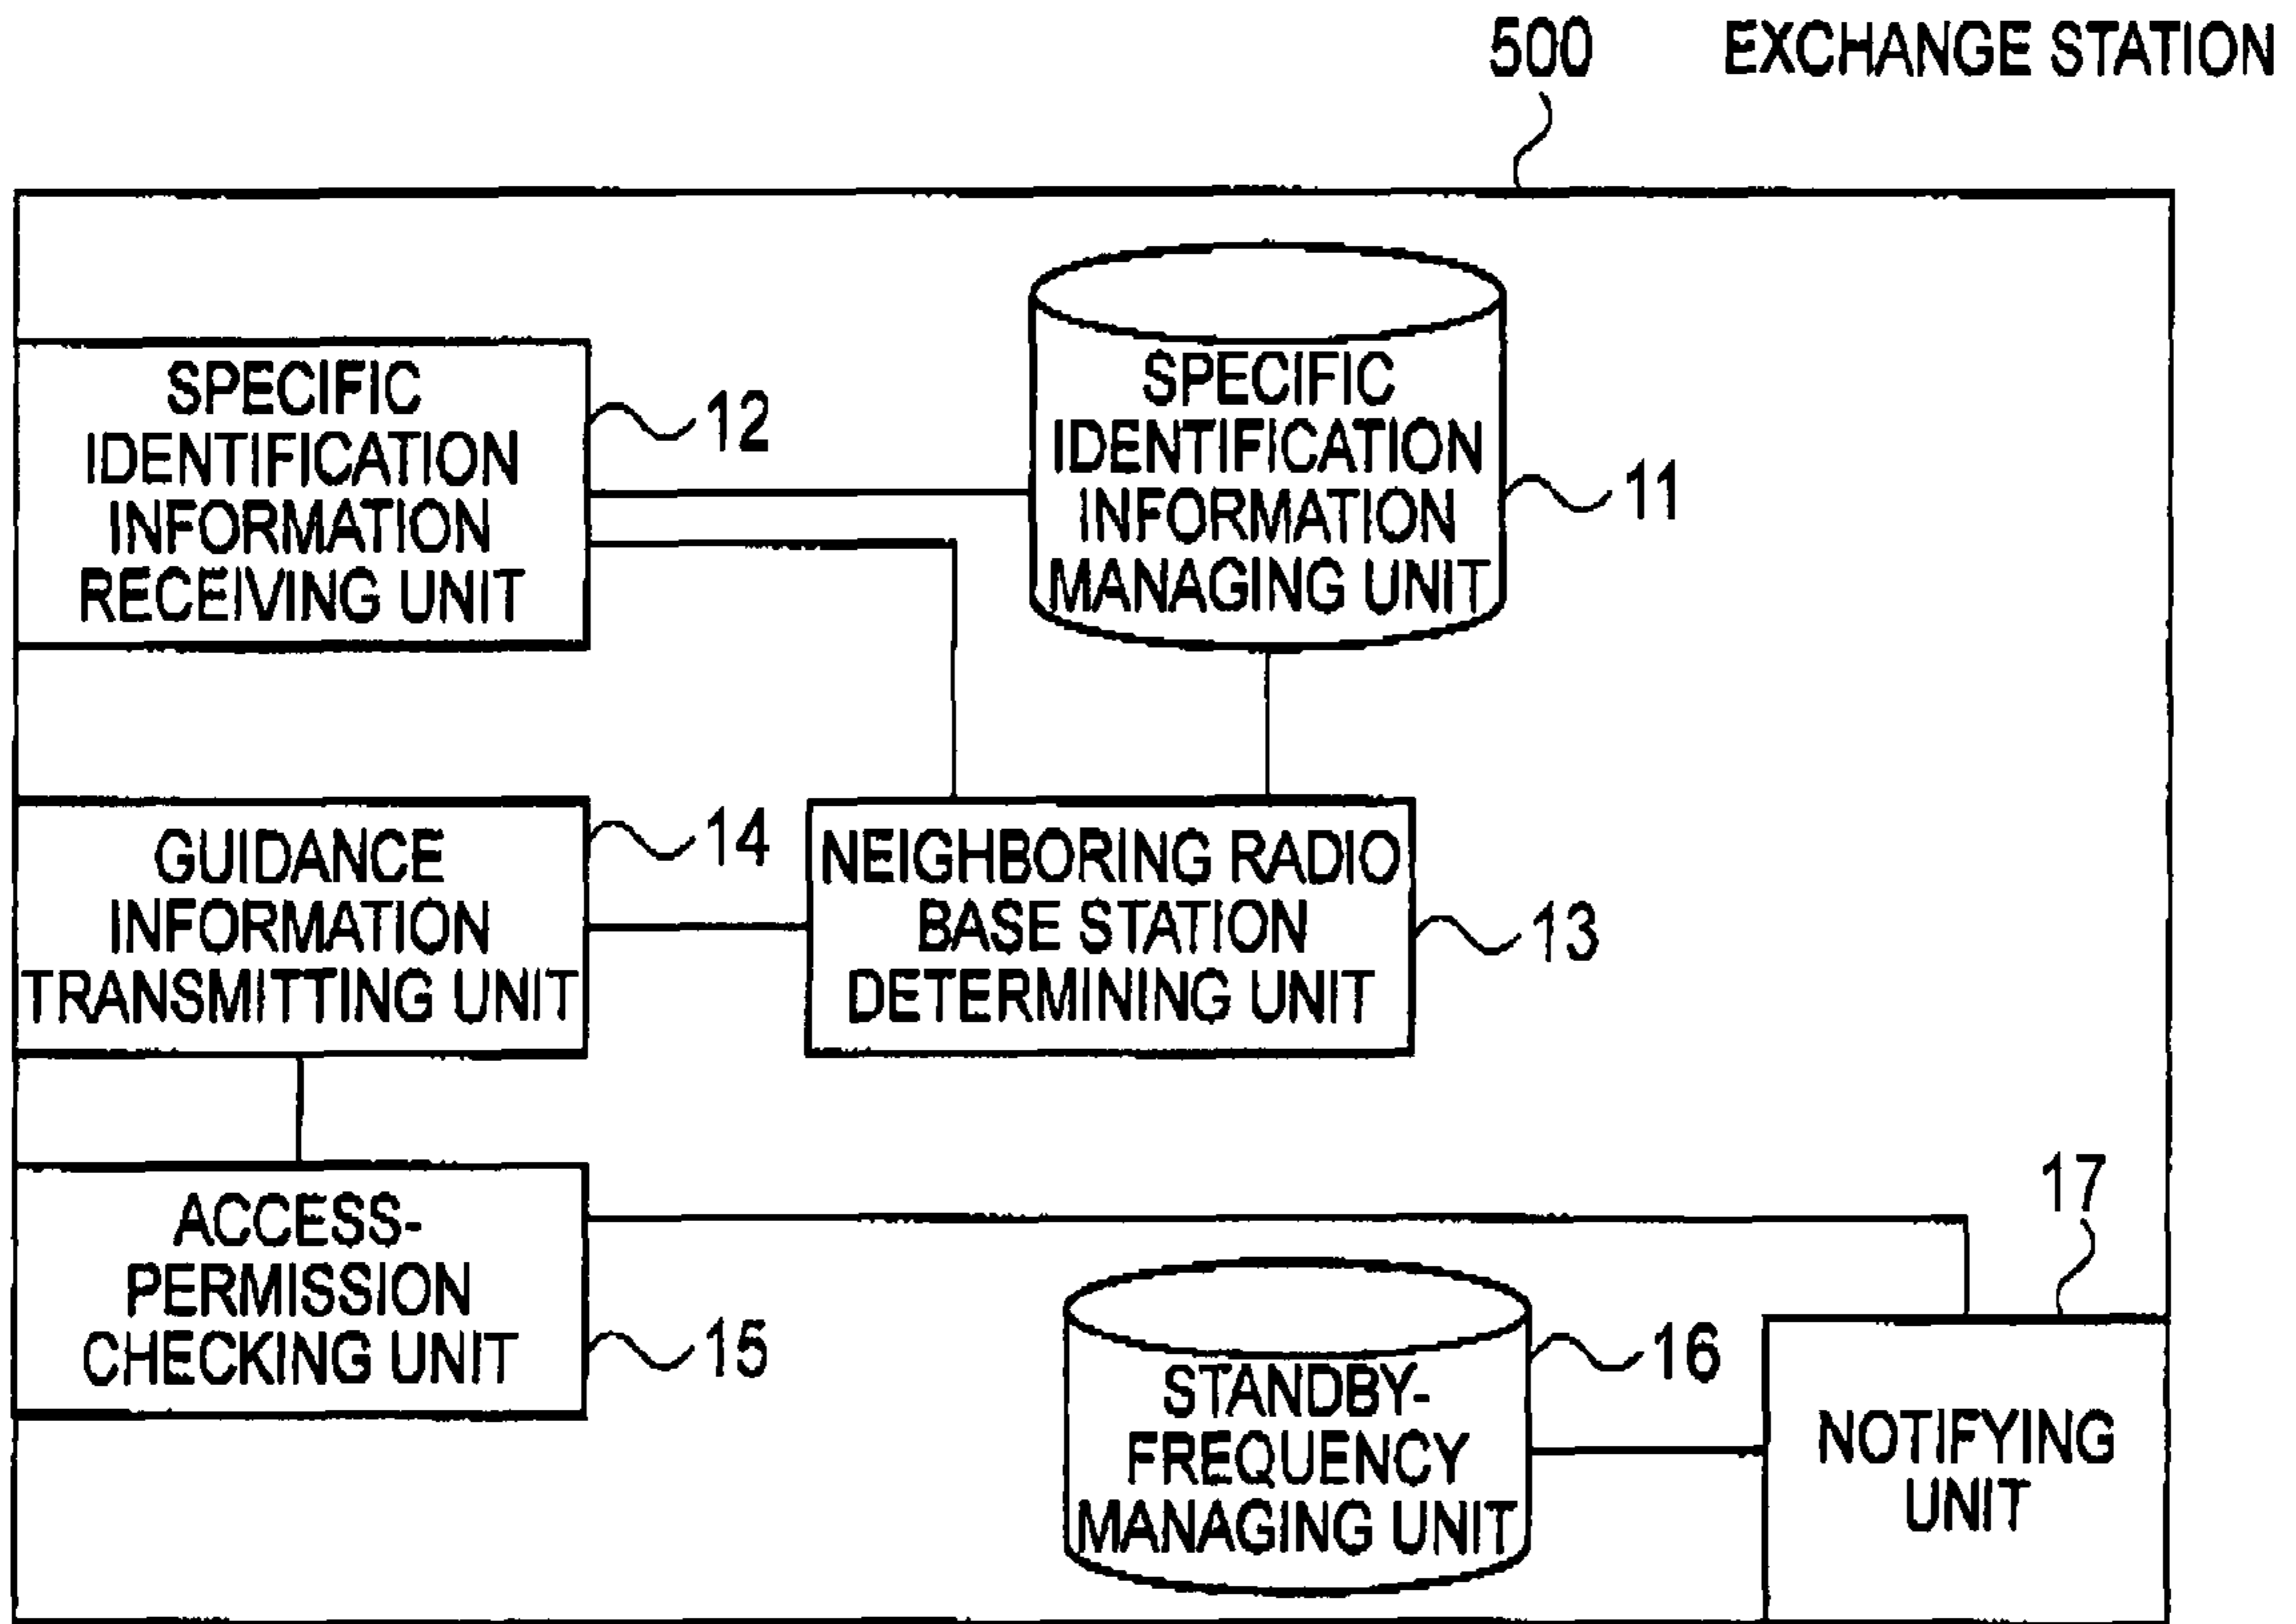 500 EXCHANGE STATION
SPECIFIC
IDENTIFICATION
INFORMATION
RECEIVING UNIT
12
SPECIFIC
IDENTIFICATION
INFORMATION
MANAGING UNIT
11
GUIDANCE
INFORMATION
TRANSMITTING UNIT
14
NEIGHBORING RADIO
BASE STATION
DETERMINING UNIT
13
ACCESS-
PERMISSION
CHECKING UNIT
15
STANDBY-
FREQUENCY
MANAGING UNIT
16
17
NOTIFYING
UNIT